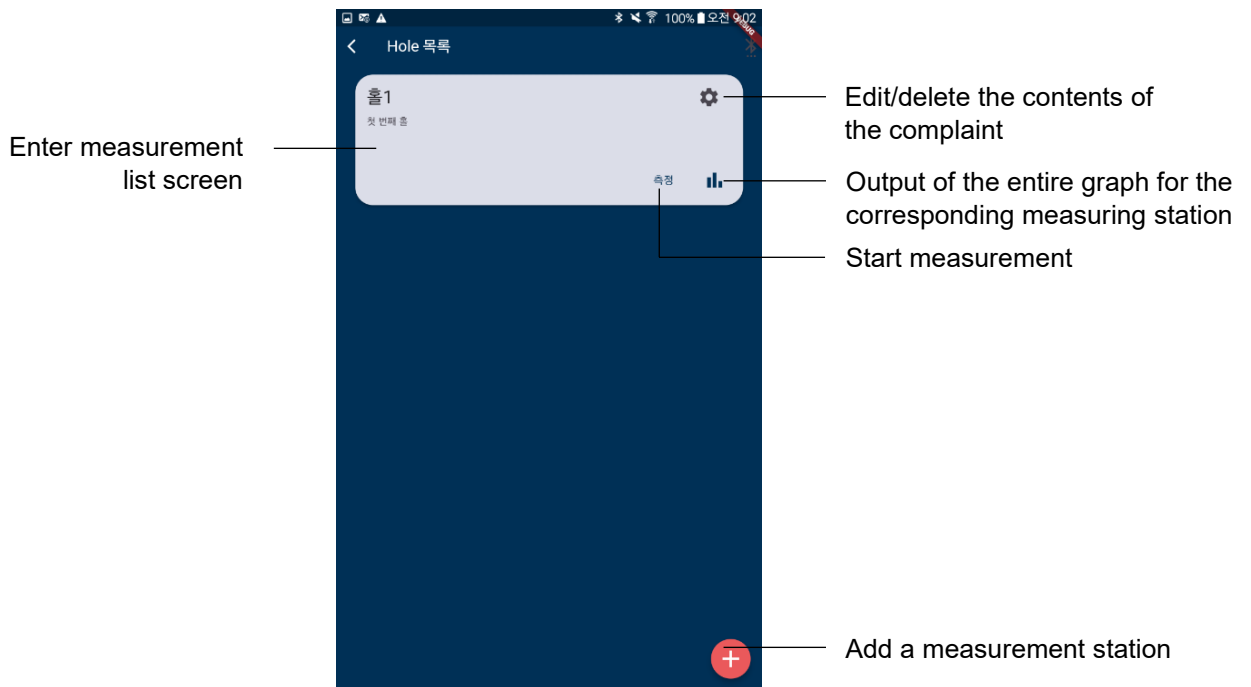 100% 오전 9:02
DEBUG
Hole 목록
홀1
첫 번째 홀
측정
Enter measurement
list screen
Edit/delete the contents of
the complaint
Output of the entire graph for the
corresponding measuring station
Start measurement
Add a measurement station